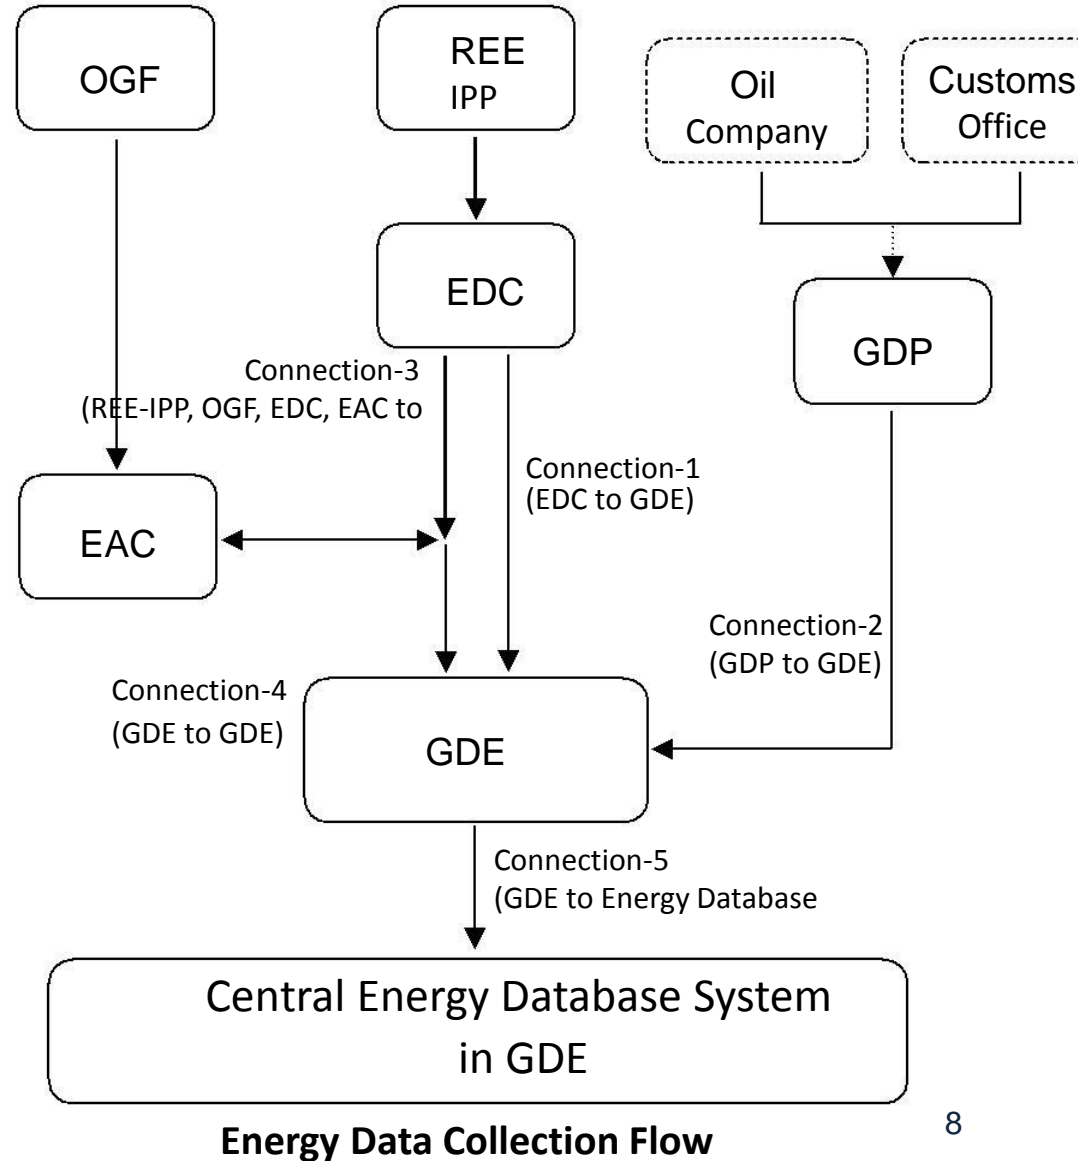 OGF
REE
IPP
Oil
Company
Customs
Office
EDC
GDP
Connection-3
(REE-IPP, OGF, EDC, EAC to
Connection-1
(EDC to GDE)
EAC
Connection-2
(GDP to GDE)
Connection-4
(GDE to GDE)
GDE
Connection-5
(GDE to Energy Database
Central Energy Database System
in GDE
Energy Data Collection Flow
8